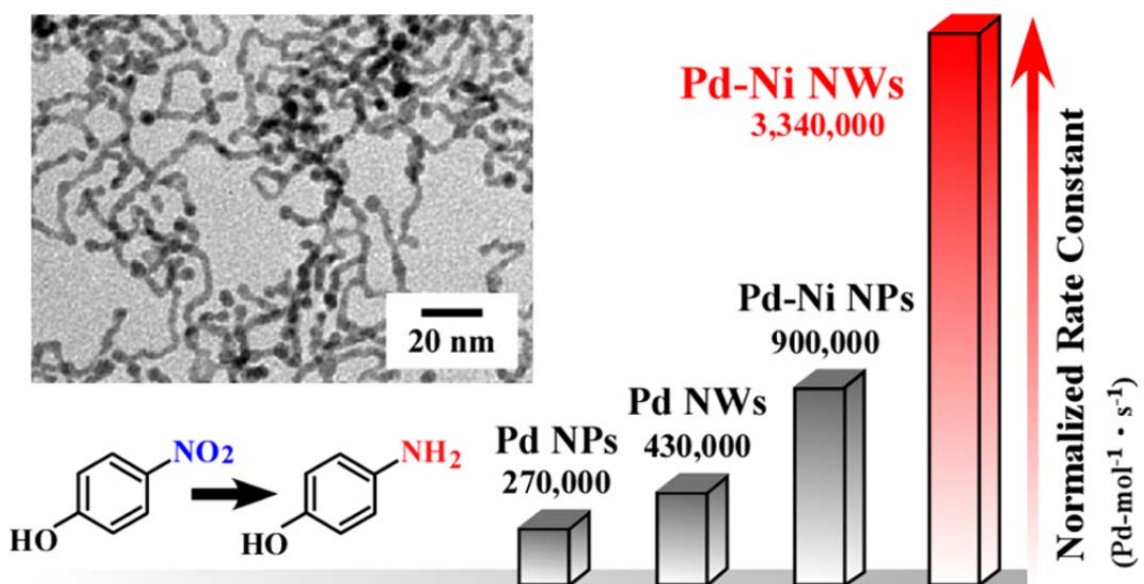 20 nm
NO₂
HO
NH₂
HO
Pd NPs
270,000
Pd NWs
430,000
Pd-Ni NPs
900,000
Pd-Ni NWs
3,340,000
Normalized Rate Constant
(Pd-mol⁻¹・s⁻¹)